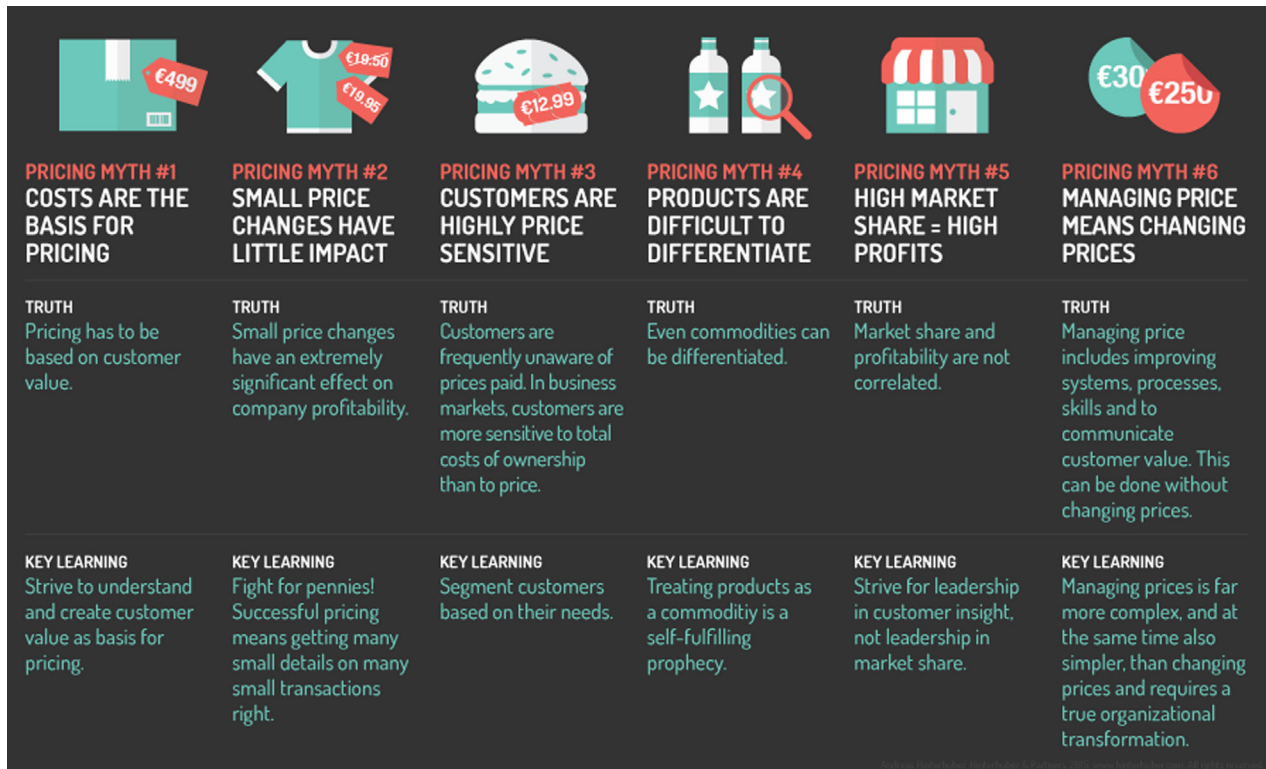 €499
€19.50
€19.95
€12.99
€30
€250
PRICING MYTH #1
COSTS ARE THE
BASIS FOR
PRICING
TRUTH
Pricing has to be
based on customer
value.
KEY LEARNING
Strive to understand
and create customer
value as basis for
pricing.
PRICING MYTH #2
SMALL PRICE
CHANGES HAVE
LITTLE IMPACT
TRUTH
Small price changes
have an extremely
significant effect on
company profitability.
KEY LEARNING
Fight for pennies!
Successful pricing
means getting many
small details on many
small transactions
right.
PRICING MYTH #3
CUSTOMERS ARE
HIGHLY PRICE
SENSITIVE
TRUTH
Customers are
frequently unaware of
prices paid. In business
markets, customers are
more sensitive to total
costs of ownership
than to price.
KEY LEARNING
Segment customers
based on their needs.
PRICING MYTH #4
PRODUCTS ARE
DIFFICULT TO
DIFFERENTIATE
TRUTH
Even commodities can
be differentiated.
KEY LEARNING
Treating products as
a commoditiy is a
self-fulfilling
prophecy.
PRICING MYTH #5
HIGH MARKET
SHARE = HIGH
PROFITS
TRUTH
Market share and
profitability are not
correlated.
KEY LEARNING
Strive for leadership
in customer insight,
not leadership in
market share.
PRICING MYTH #6
MANAGING PRICE
MEANS CHANGING
PRICES
TRUTH
Managing price
includes improving
systems, processes,
skills and to
communicate
customer value. This
can be done without
changing prices.
KEY LEARNING
Managing prices is far
more complex, and at
the same time also
simpler, than changing
prices and requires a
true organizational
transformation.
Andreas Hinterhuber, Hinterhuber & Partners, 2015, www.hinterhuber.com. All rights reserved